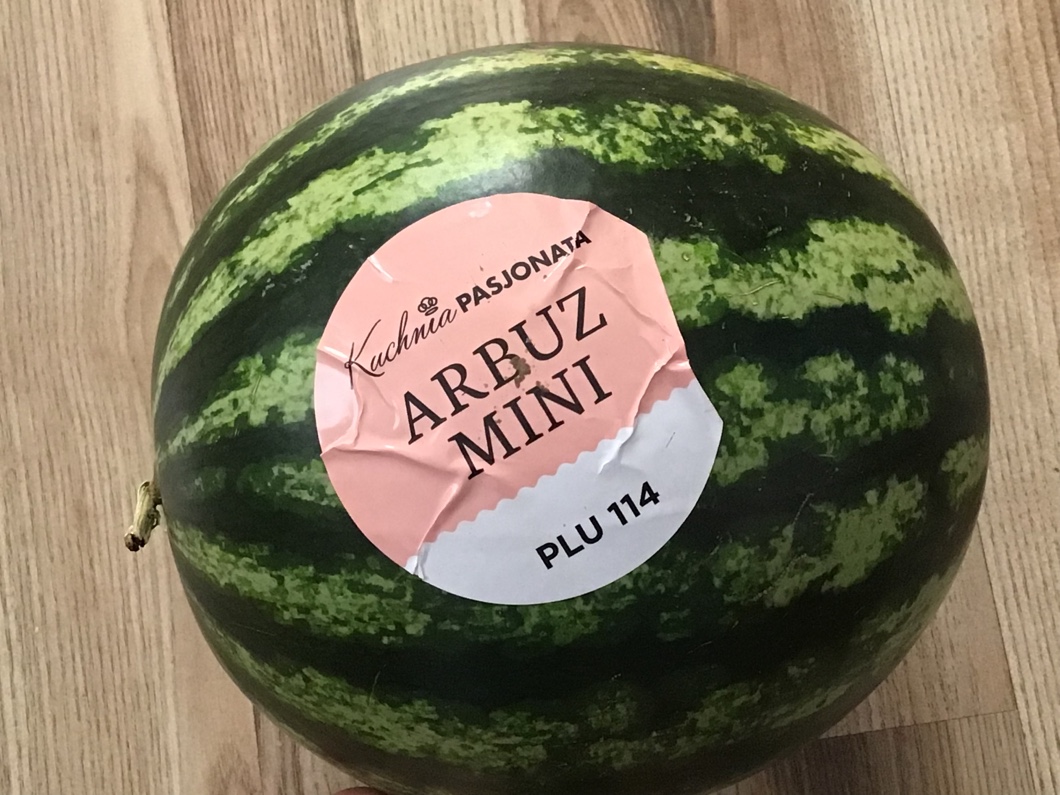 Kuchnia PASJONATA
ARBUZ
MINI
PLU 114